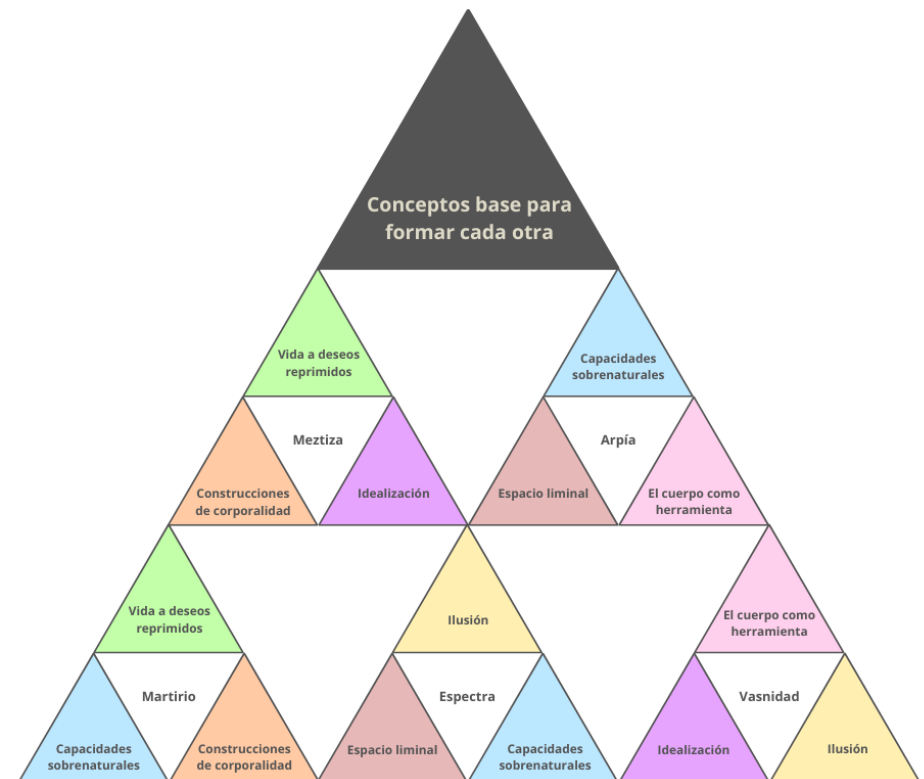 Conceptos base para
formar cada otra
Vida a deseos
reprimidos
Capacidades
sobrenaturales
Meztiza
Arpía
Construcciones
de corporalidad
Idealización
Espacio liminal
El cuerpo como
herramienta
Vida a deseos
reprimidos
Ilusión
El cuerpo como
herramienta
Martirio
Espectra
Vasnidad
Capacidades
sobrenaturales
Construcciones
de corporalidad
Espacio liminal
Capacidades
sobrenaturales
Idealización
Ilusión